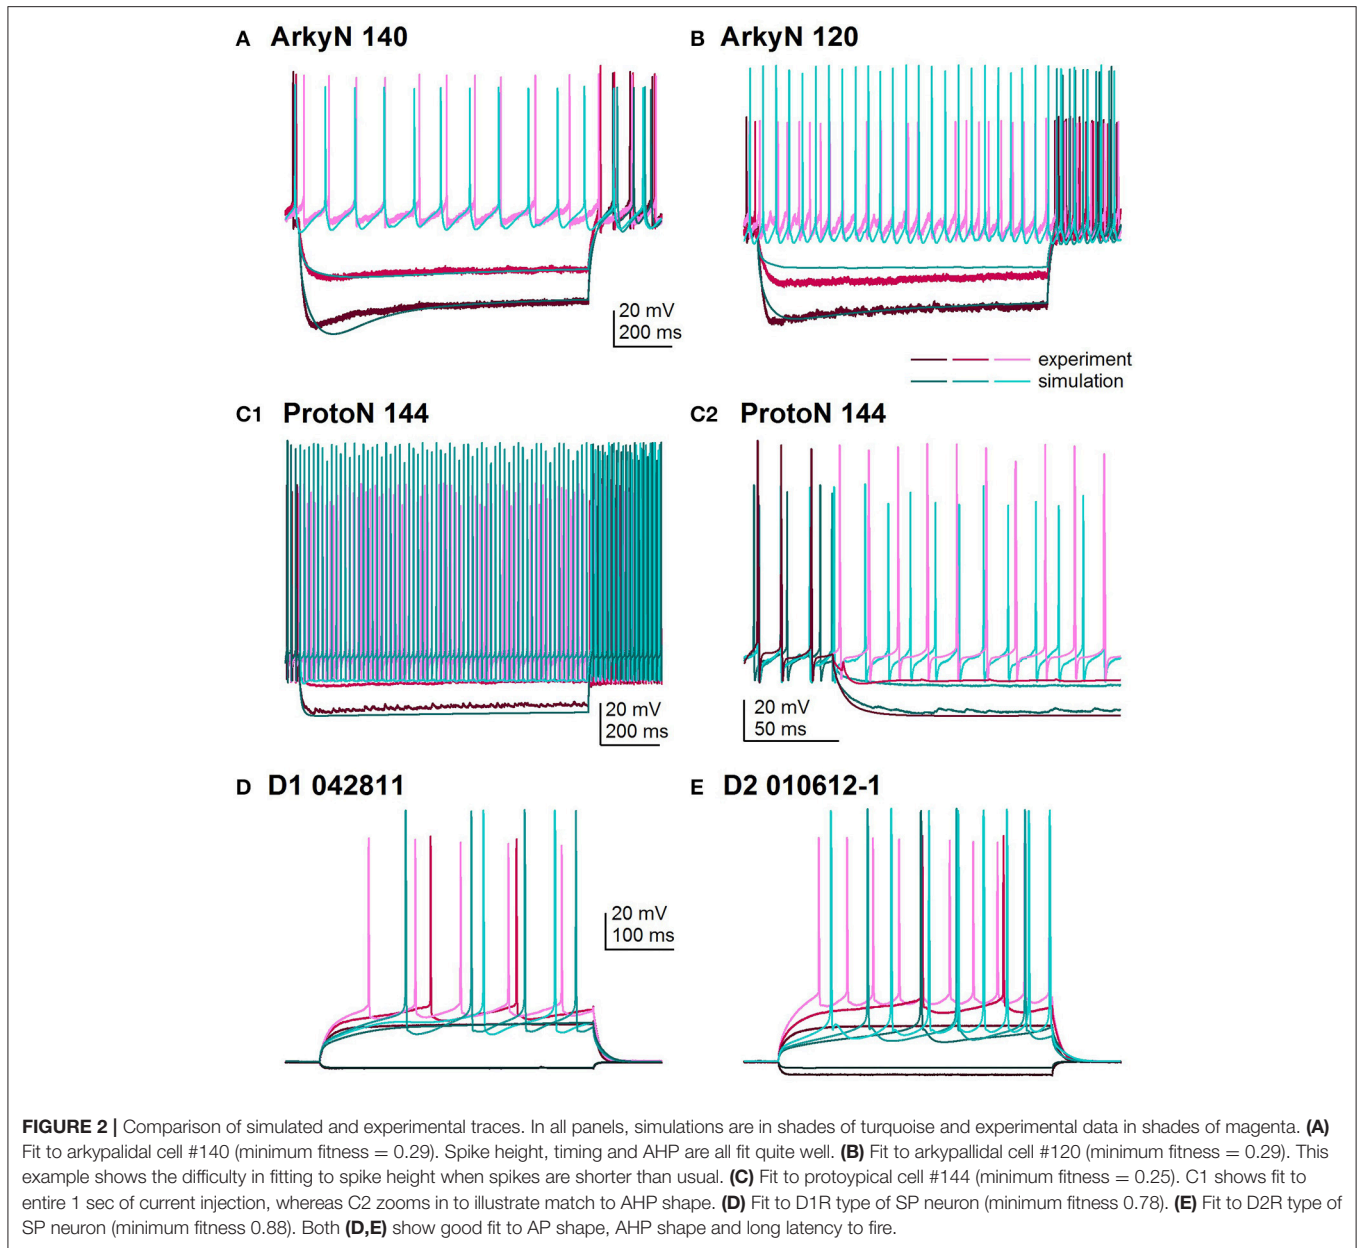 A ArkyN 140
B ArkyN 120
20 mV
200 ms
experiment
simulation
C1 ProtoN 144
C2 ProtoN 144
20 mV
200 ms
20 mV
50 ms
D D1 042811
E D2 010612-1
20 mV
100 ms
FIGURE 2 | Comparison of simulated and experimental traces. In all panels, simulations are in shades of turquoise and experimental data in shades of magenta. (A)
Fit to arkypalidal cell #140 (minimum fitness = 0.29). Spike height, timing and AHP are all fit quite well. (B) Fit to arkypallidal cell #120 (minimum fitness = 0.29). This
example shows the difficulty in fitting to spike height when spikes are shorter than usual. (C) Fit to protoypical cell #144 (minimum fitness = 0.25). C1 shows fit to
entire 1 sec of current injection, whereas C2 zooms in to illustrate match to AHP shape. (D) Fit to D1R type of SP neuron (minimum fitness 0.78). (E) Fit to D2R type of
SP neuron (minimum fitness 0.88). Both (D,E) show good fit to AP shape, AHP shape and long latency to fire.